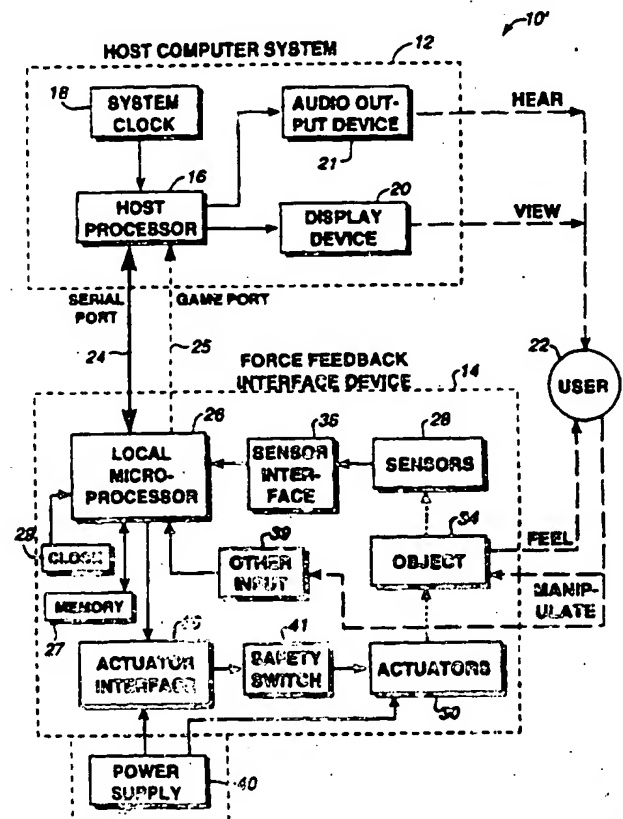 10'
HOST COMPUTER SYSTEM
12
18
SYSTEM
CLOCK
AUDIO OUT-
PUT DEVICE
21
HEAR
16
HOST
PROCESSOR
20
DISPLAY
DEVICE
VIEW
SERIAL
PORT
GAME PORT
24
25
22
USER
FORCE FEEDBACK
INTERFACE DEVICE
14
26
LOCAL
MICRO-
PROCESSOR
SENSOR
INTER-
FACE
28
SENSORS
34
OBJECT
FEEL
29
CLOCK
39
OTHER
INPUT
MANIP-
ULATE
MEMORY
27
ACTUATOR
INTERFACE
41
SAFETY
SWITCH
ACTUATORS
POWER
SUPPLY
40